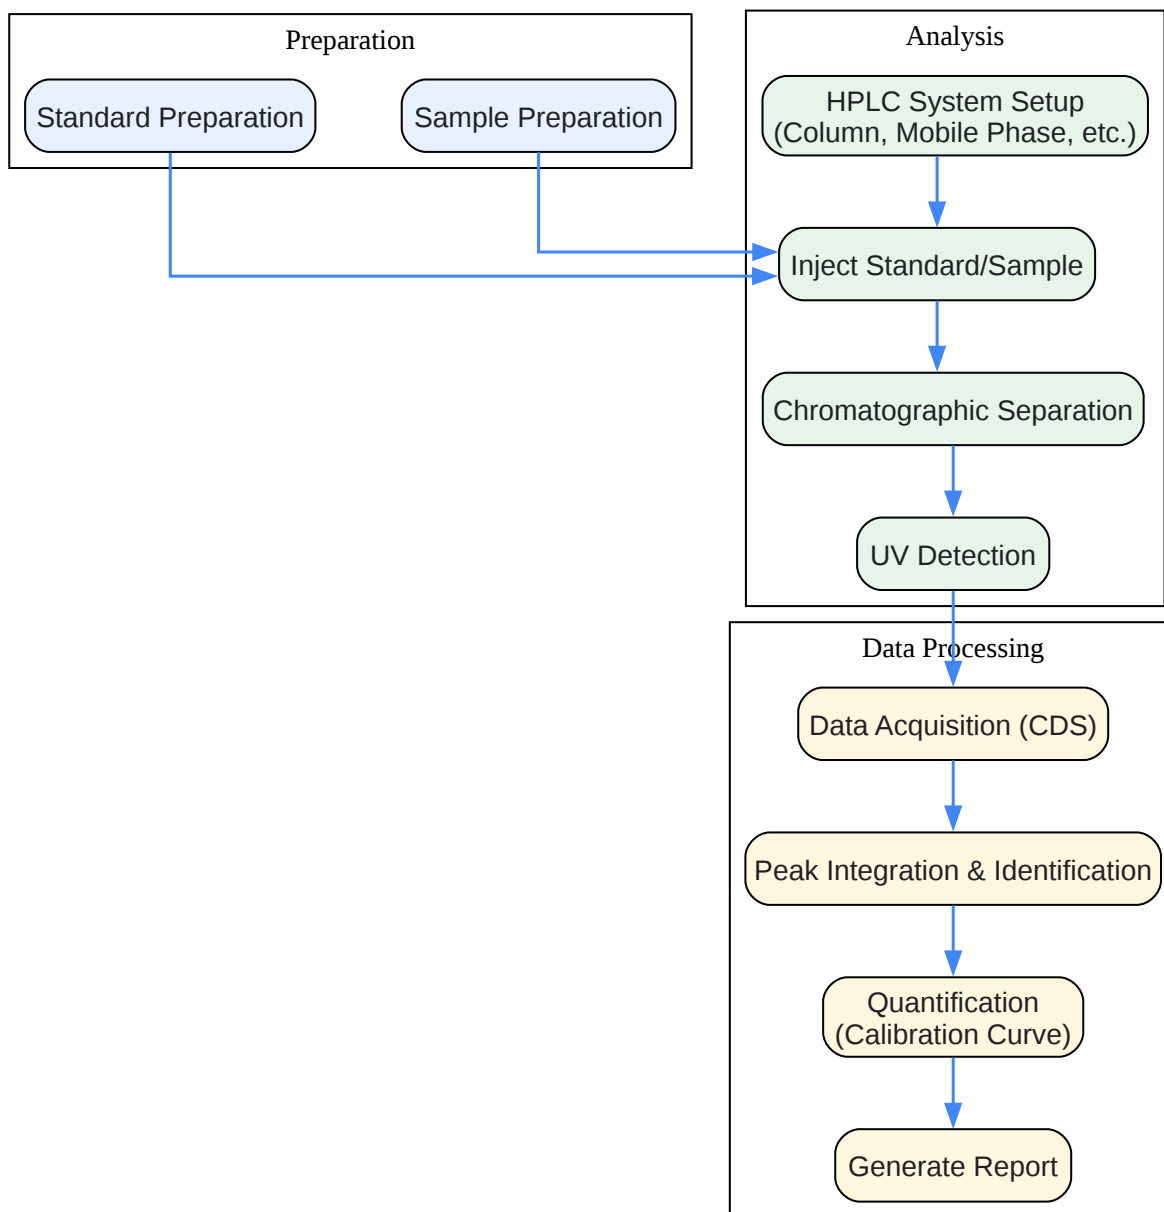 Preparation
Standard Preparation
Sample Preparation
Analysis
HPLC System Setup
(Column, Mobile Phase, etc.)
Inject Standard/Sample
Chromatographic Separation
UV Detection
Data Processing
Data Acquisition (CDS)
Peak Integration & Identification
Quantification
(Calibration Curve)
Generate Report